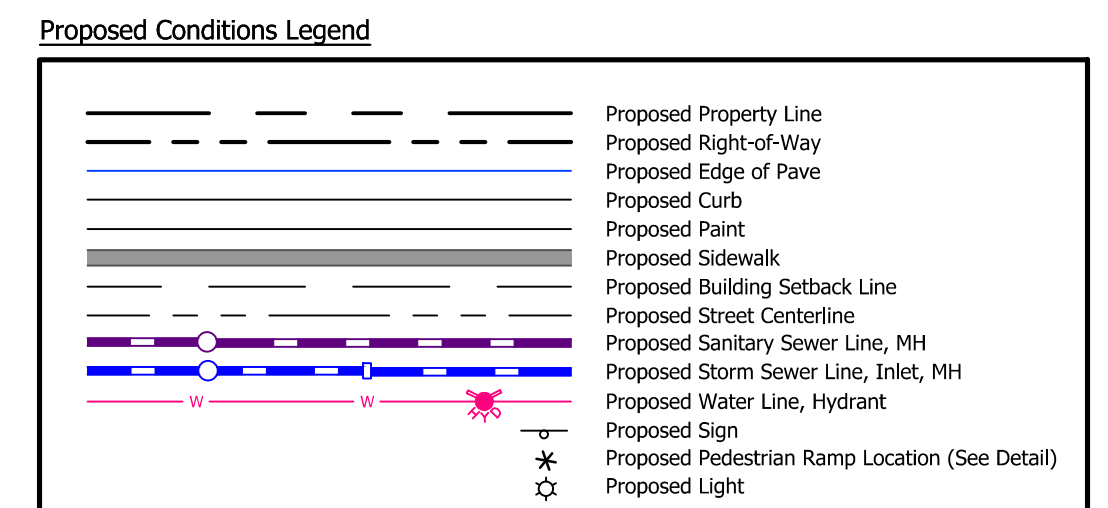 Proposed Conditions Legend
Proposed Property Line
Proposed Right-of-Way
Proposed Edge of Pave
Proposed Curb
Proposed Paint
Proposed Sidewalk
Proposed Building Setback Line
Proposed Street Centerline
Proposed Sanitary Sewer Line, MH
Proposed Storm Sewer Line, Inlet, MH
W W HYD Proposed Water Line, Hydrant
Proposed Sign
Proposed Pedestrian Ramp Location (See Detail)
Proposed Light